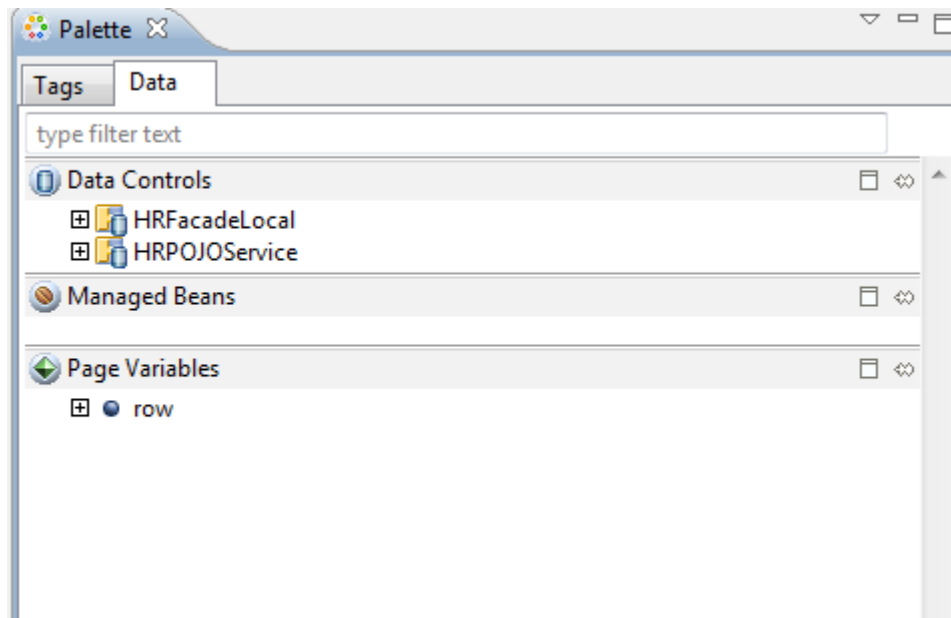 Palette
Tags Data
type filter text
Data Controls
HRFacadeLocal
HRPOJOService
Managed Beans
Page Variables
row